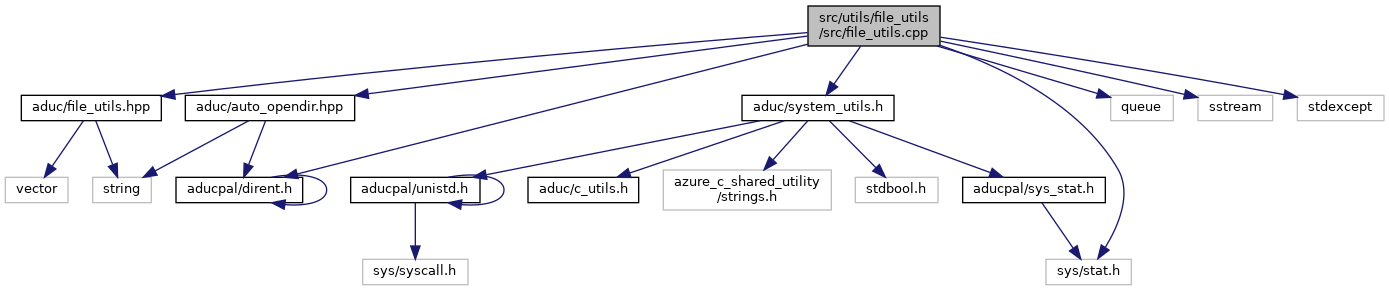 src/utils/file_utils
/src/file_utils.cpp
aduc/file_utils.hpp
aduc/auto_opendir.hpp
aduc/system_utils.h
queue
sstream
stdexcept
vector
string
aducpal/dirent.h
aducpal/unistd.h
aduc/c_utils.h
azure_c_shared_utility
/strings.h
stdbool.h
aducpal/sys_stat.h
sys/syscall.h
sys/stat.h